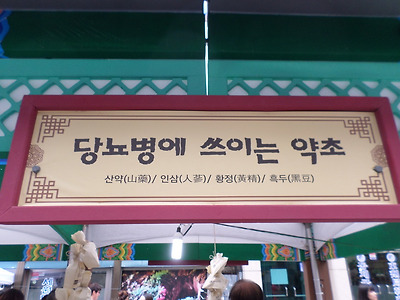 당뇨병에 쓰이는 약초
산약(山藥)/ 인삼(人蔘)/ 황정(黃精)/ 흑두(黑豆)